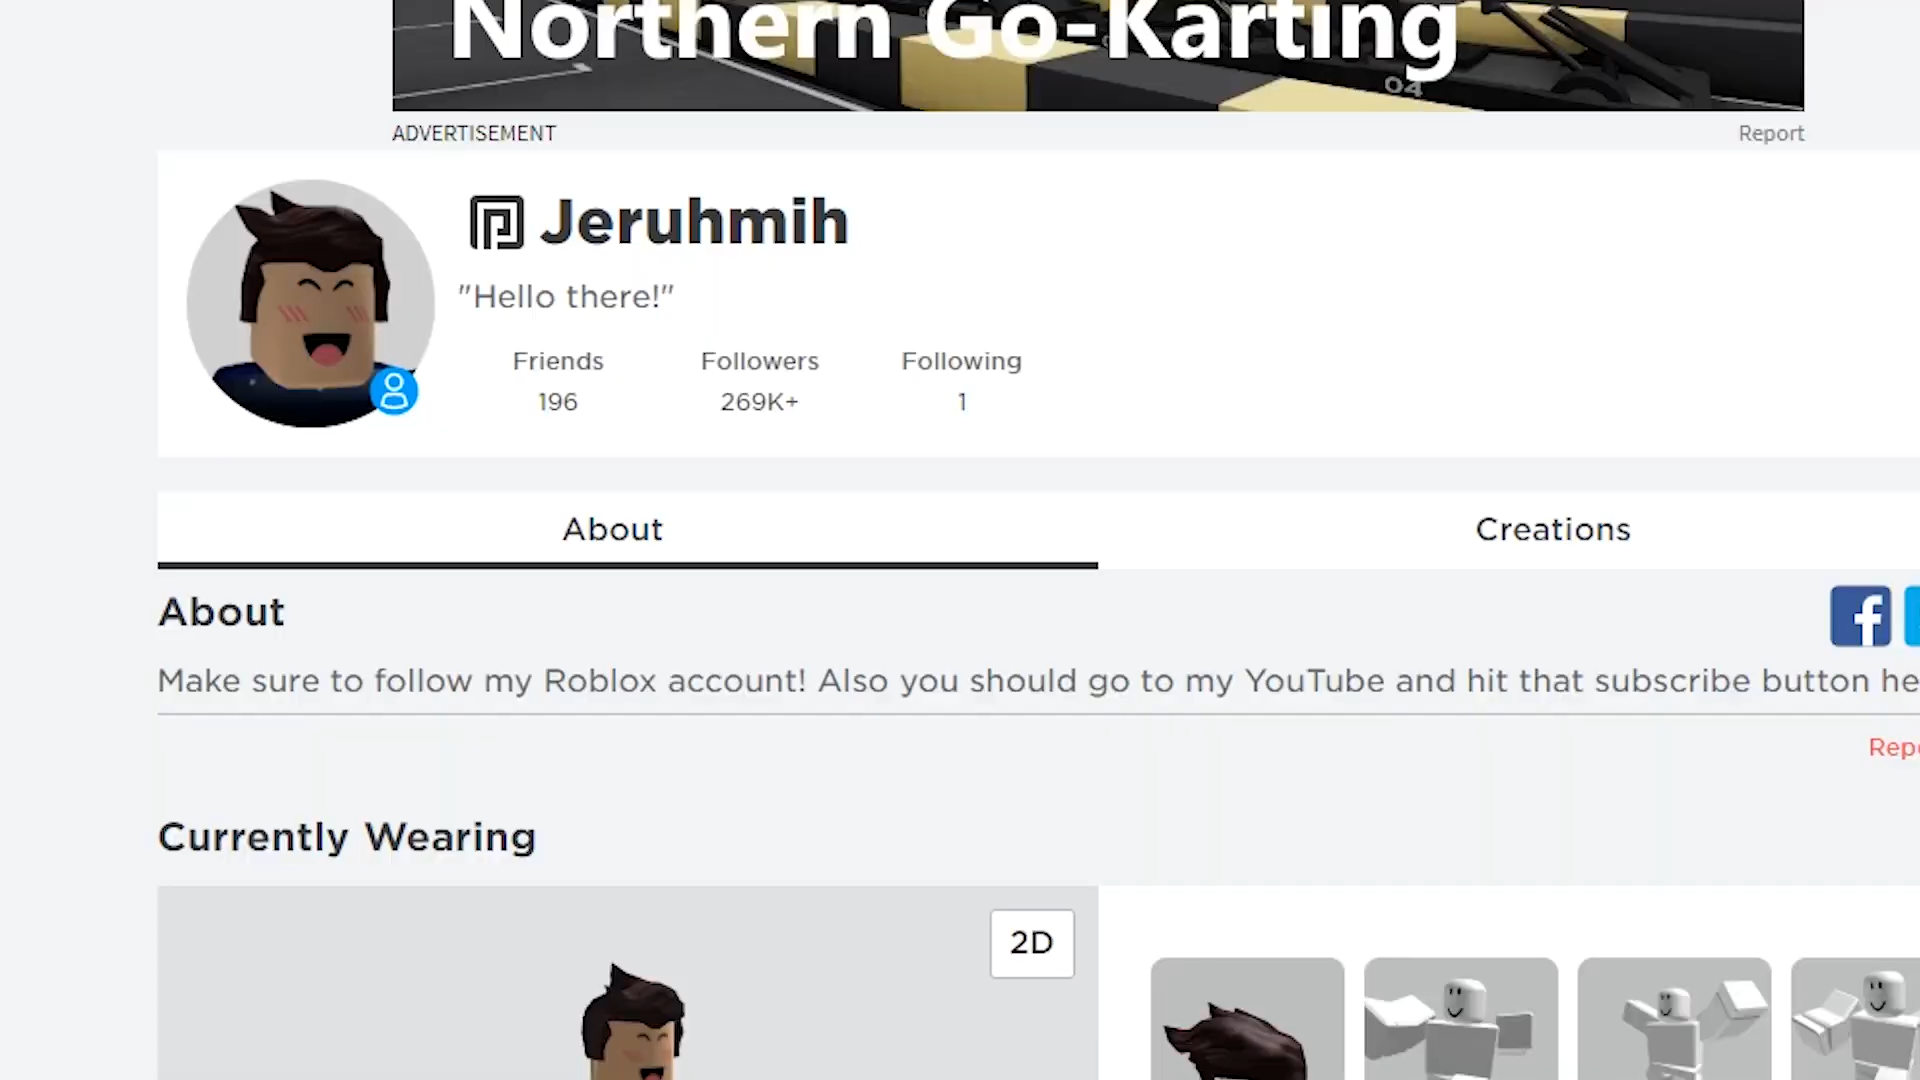 Northern Go-Karting
04
ADVERTISEMENT
Report
Jeruhmih
"Hello there!"
Friends
Followers
Following
196
269K+
1
About
Creations
About
Make sure to follow my Roblox account! Also you should go to my YouTube and hit that subscribe button he
Repo
Currently Wearing
2D